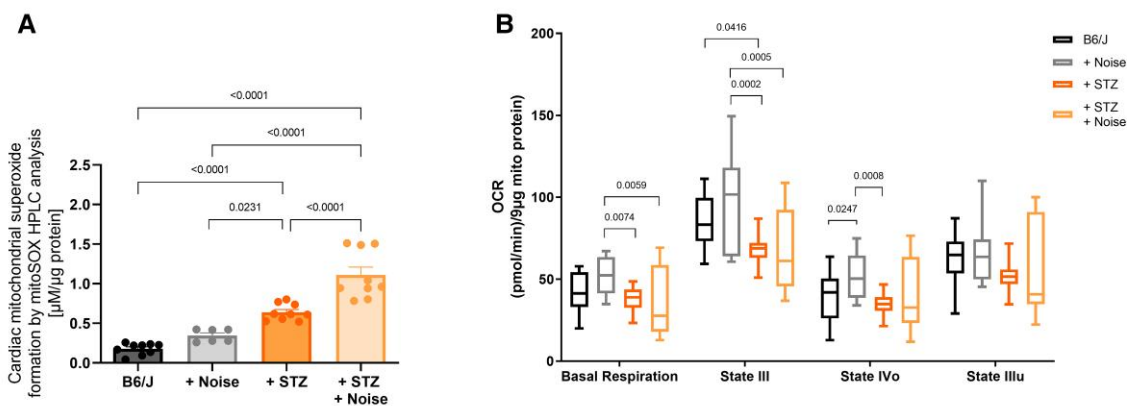 A
<0.0001
<0.0001
<0.0001
0.0231
<0.0001
Cardiac mitochondrial superoxide
formation by mitoSOX HPLC analysis
[µM/µg protein]
2.5
2.0
1.5
1.0
0.5
0.0
B6/J
+ Noise
+ STZ
+ STZ
+ Noise
B
OCR
(pmol/min)/9µg mito protein)
200
150
100
50
0
0.0059
0.0074
0.0416
0.0005
0.0002
0.0008
0.0247
Basal Respiration
State III
State IVo
State IIIu
B6/J
+ Noise
+ STZ
+ STZ
+ Noise